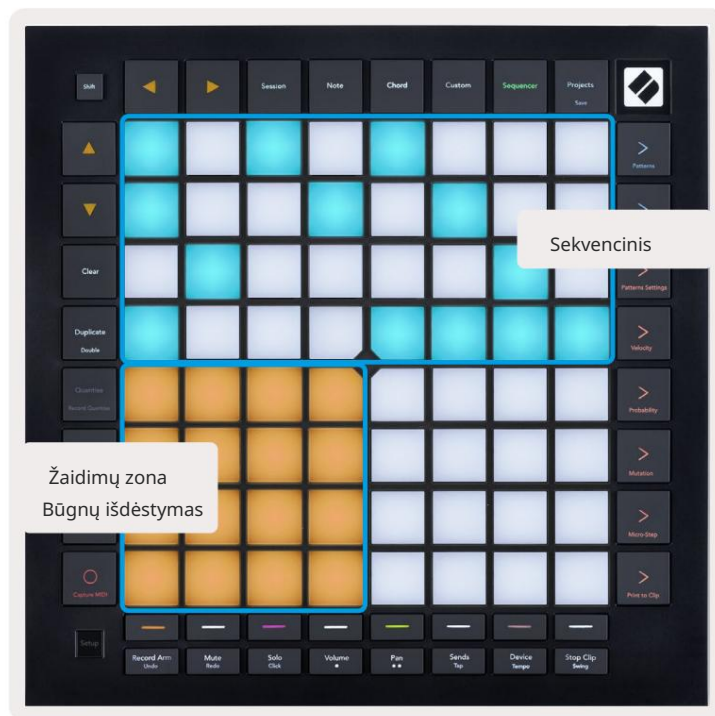 Shift
Session
Note
Chord
Custom
Sequencer
Projects
Save
Patterns
Sekvencinis
Clear
Patterns Settings
Duplicate
Double
Velocity
Quantise
Record Quantise
Probability
Žaidimų zona
Būgnų išdėstymas
Mutation
Micro-Step
Capture MIDI
Print to Clip
Setup
Record Arm
Mute
Solo
Volume
Pan
Sends
Device
Stop Clip
Undo
Redo
Click
Tap
Tempo
Swing